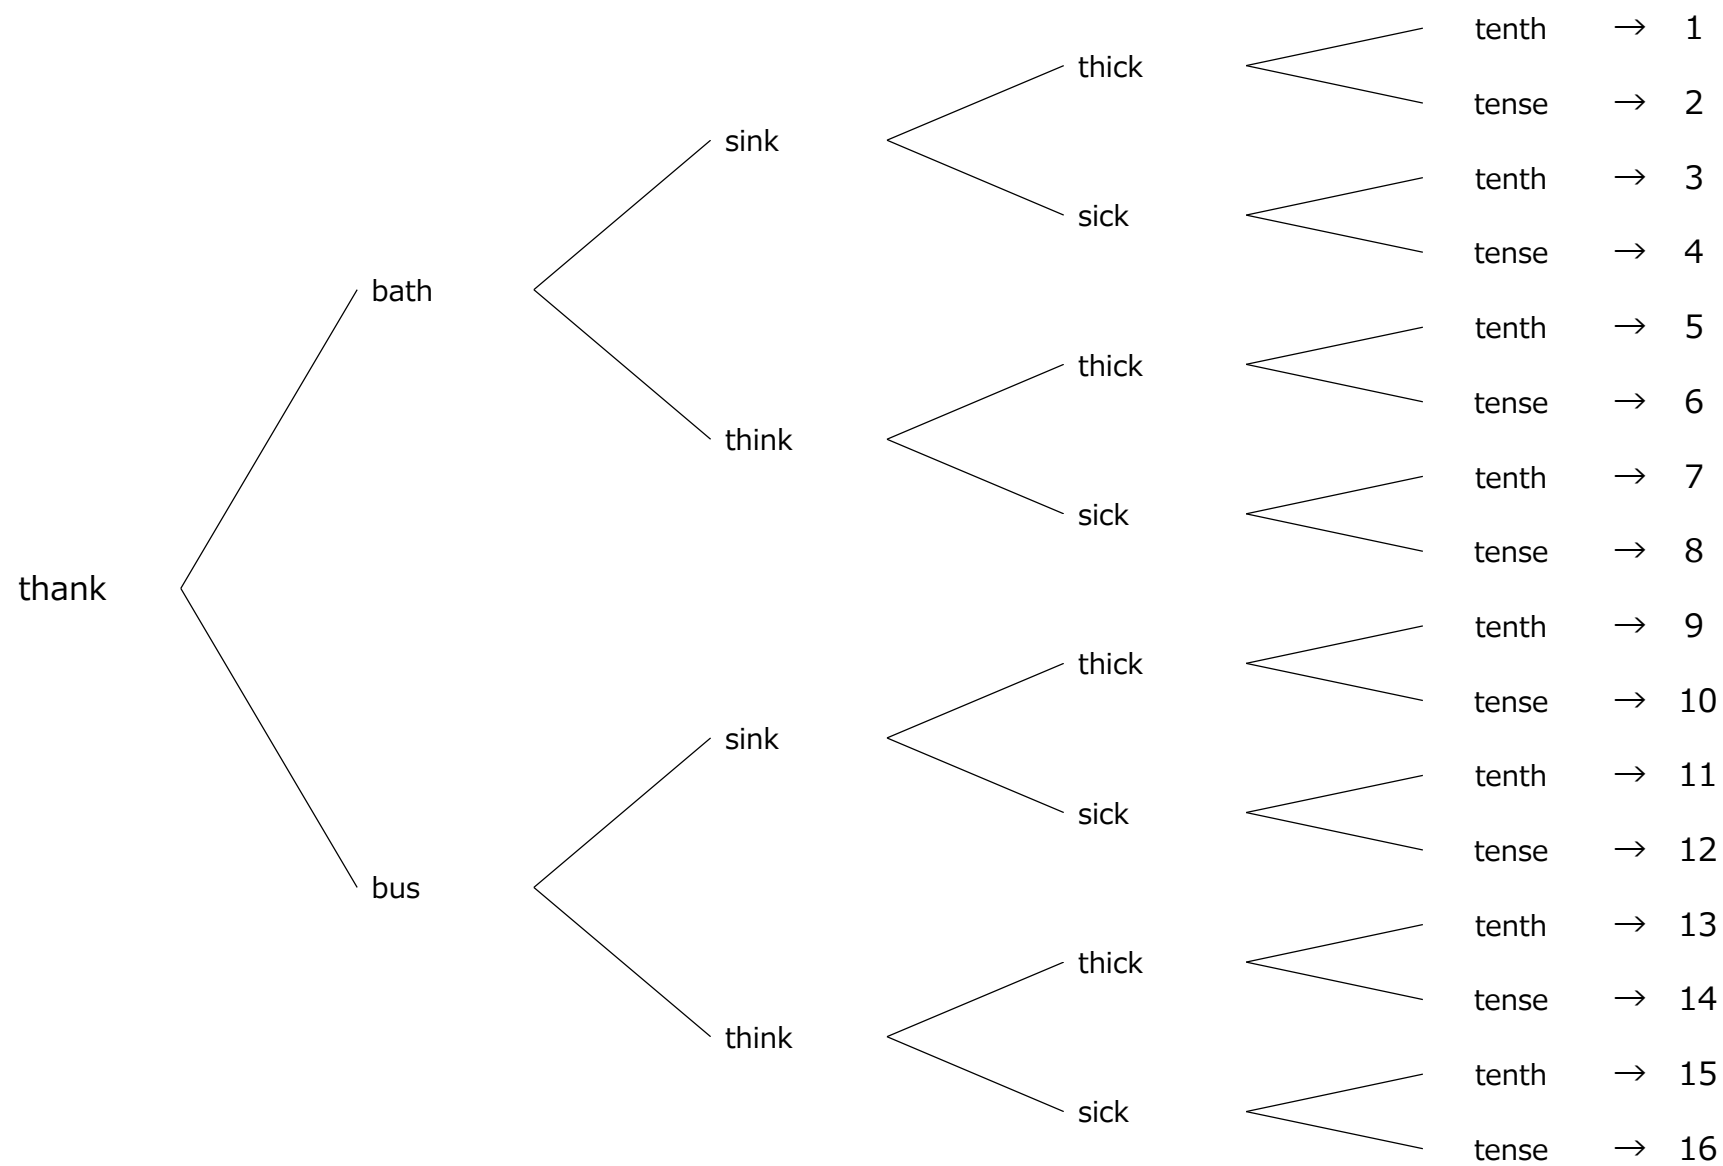 tenth → 1
thick
tense → 2
sink
tenth → 3
sick
tense → 4
bath
tenth → 5
thick
tense → 6
think
tenth → 7
sick
tense → 8
thank
tenth → 9
thick
tense → 10
sink
tenth → 11
sick
tense → 12
bus
tenth → 13
thick
tense → 14
think
tenth → 15
sick
tense → 16